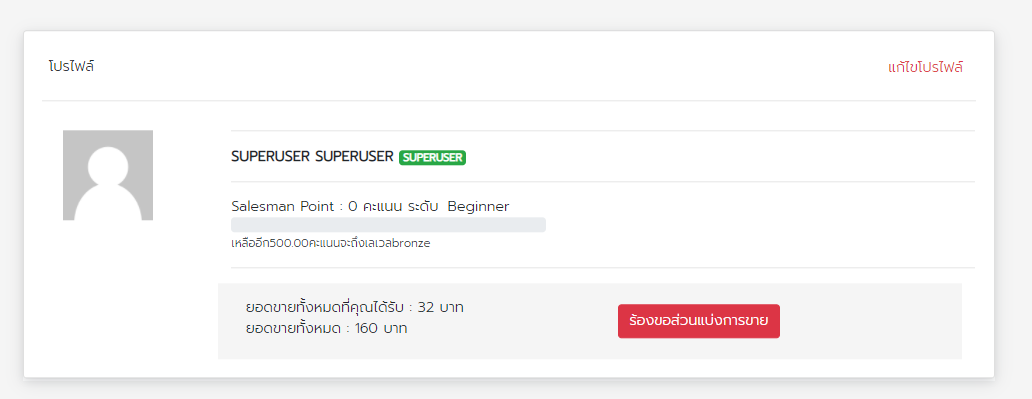 โปรไฟล์
แก้ไขโปรไฟล์
SUPERUSER SUPERUSER SUPERUSER
Salesman Point : 0 คะแนน ระดับ Beginner
เหลืออีก500.00คะแนนจะถึงเลเวลbronze
ยอดขายทั้งหมดที่คุณได้รับ : 32 บาท
ยอดขายทั้งหมด : 160 บาท
ร้องขอส่วนแบ่งการขาย